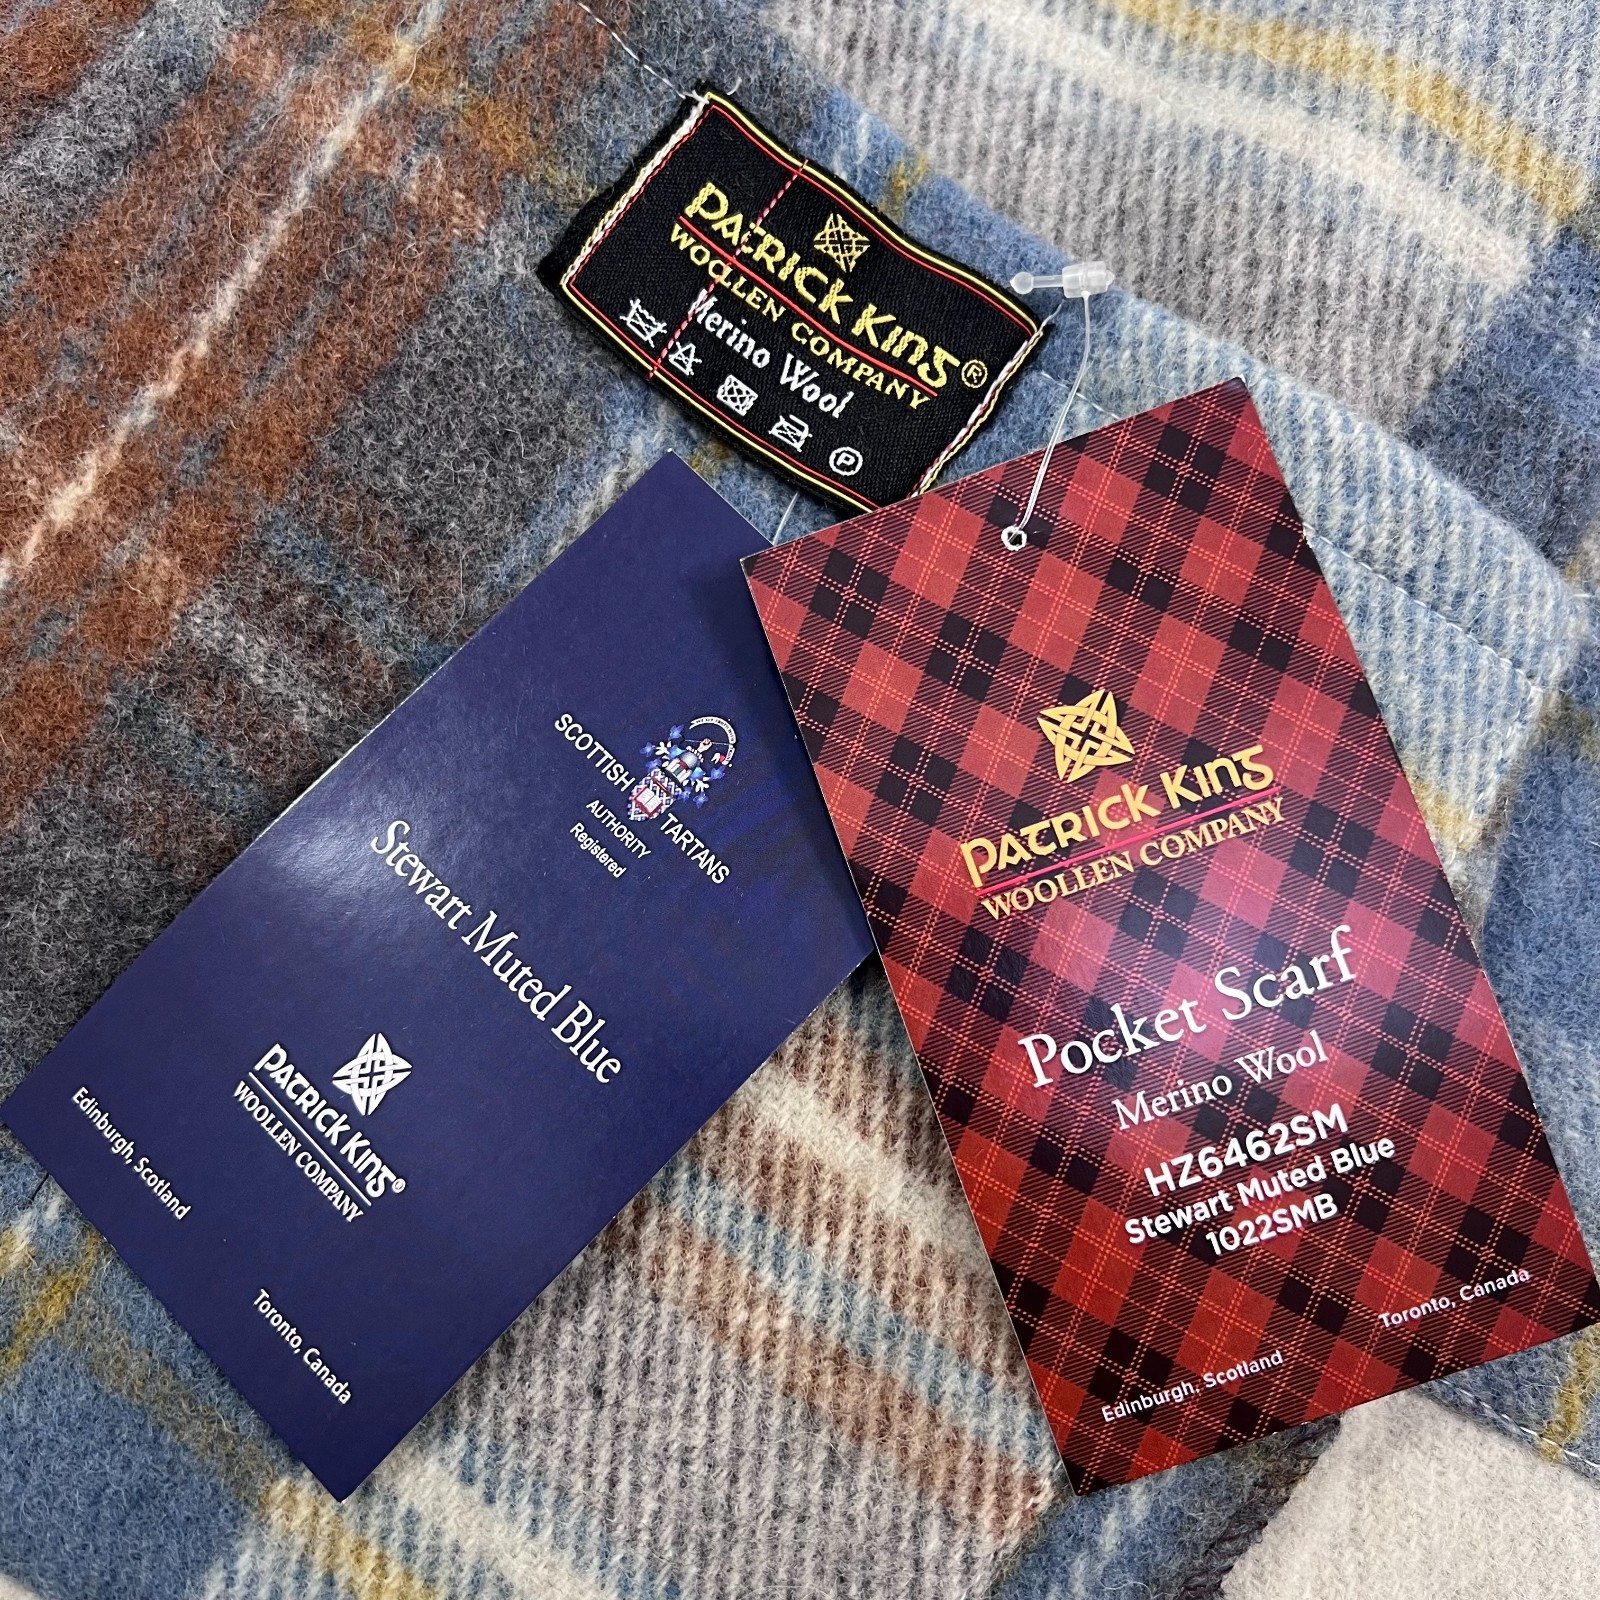 PATRICK KING®
WOOLLEN COMPANY
Merino Wool
P
SCOTTISH TARTANS
AUTHORITY
Registered
Stewart Muted Blue
PATRICK KING®
WOOLLEN COMPANY
Edinburgh, Scotland
Toronto, Canada
PATRICK KING
WOOLLEN COMPANY
Pocket Scarf
Merino Wool
HZ6462SM
Stewart Muted Blue
1022SMB
Edinburgh, Scotland
Toronto, Canada